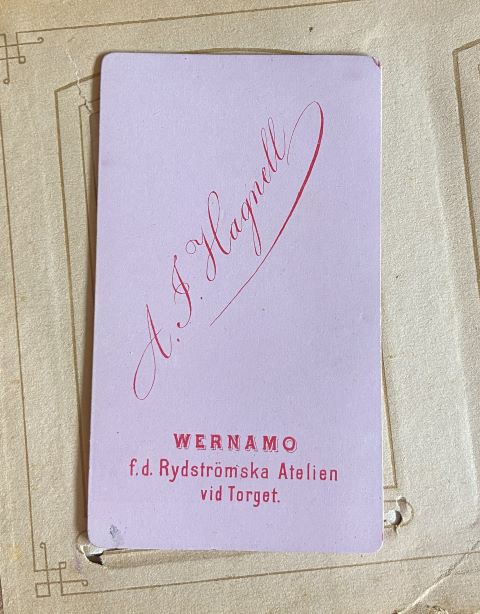 A. J. Hagnell
WERNAMO
f.d. Rydströmska Atelien
vid Torget.